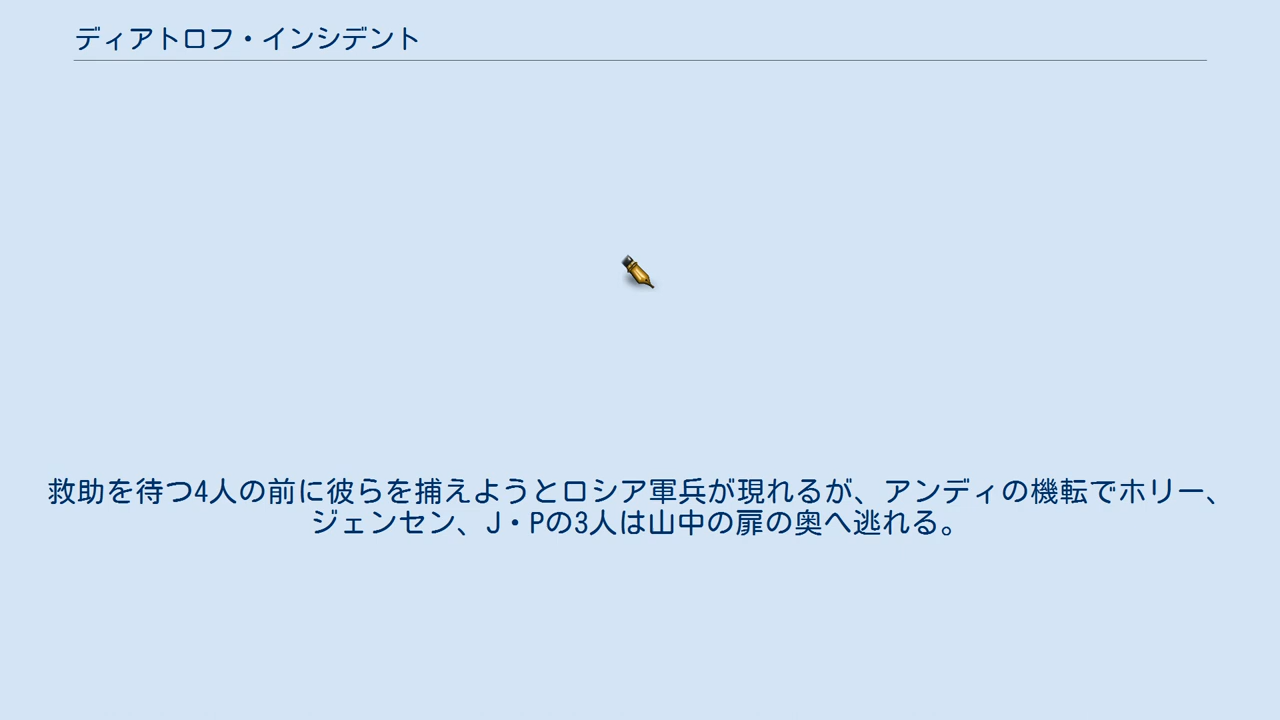 ディアトロフ・インシデント
救助を待つ4人の前に彼らを捕えようとロシア軍兵が現れるが、アンディの機転でホリー、
ジェンセン、J・Pの3人は山中の扉の奥へ逃れる。